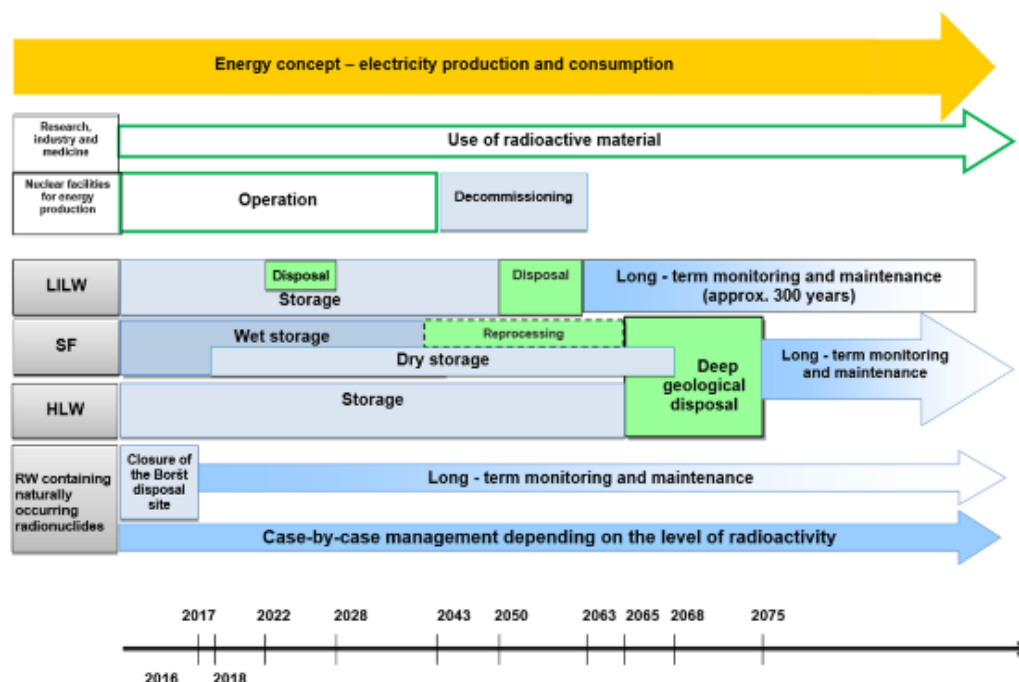 Energy concept – electricity production and consumption
Research,
industry and
medicine
Use of radioactive material
Nuclear facilities
for energy
production
Operation
Decommissioning
LILW
Disposal
Storage
Disposal
Long - term monitoring and maintenance
(approx. 300 years)
SF
Wet storage
Reprocessing
Dry storage
Deep
geological
disposal
Long - term monitoring
and maintenance
HLW
Storage
RW containing
naturally
occurring
radionuclides
Closure of
the Boršt
disposal
site
Long - term monitoring and maintenance
Case-by-case management depending on the level of radioactivity
2017 2022 2028 2043 2050 2063 2065 2068 2075
2016 2018